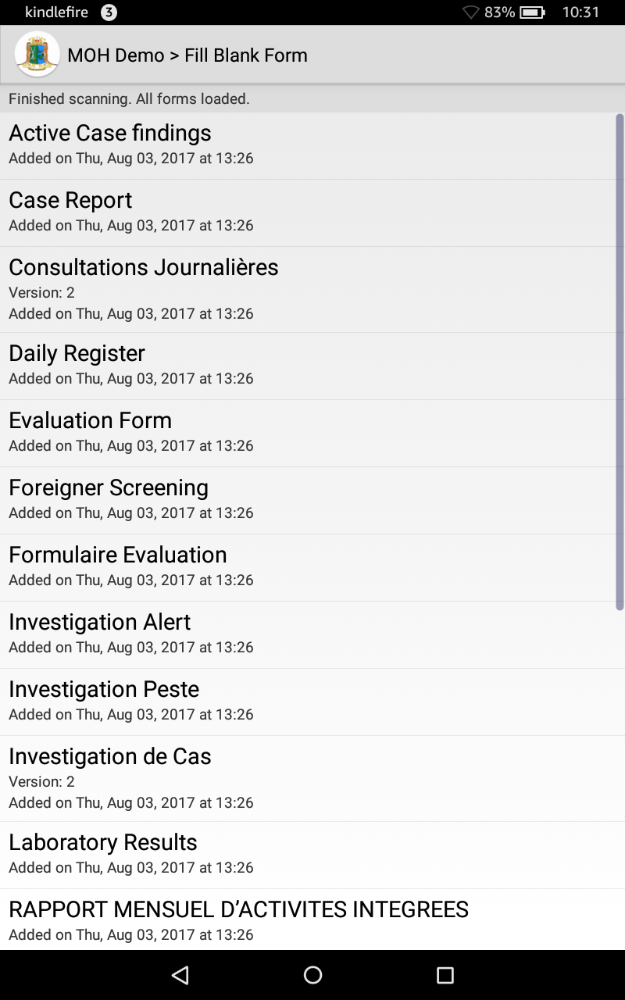 kindlefire 3 83% 10:31
MOH Demo > Fill Blank Form
Finished scanning. All forms loaded.
Active Case findings
Added on Thu, Aug 03, 2017 at 13:26
Case Report
Added on Thu, Aug 03, 2017 at 13:26
Consultations Journalières
Version: 2
Added on Thu, Aug 03, 2017 at 13:26
Daily Register
Added on Thu, Aug 03, 2017 at 13:26
Evaluation Form
Added on Thu, Aug 03, 2017 at 13:26
Foreigner Screening
Added on Thu, Aug 03, 2017 at 13:26
Formulaire Evaluation
Added on Thu, Aug 03, 2017 at 13:26
Investigation Alert
Added on Thu, Aug 03, 2017 at 13:26
Investigation Peste
Added on Thu, Aug 03, 2017 at 13:26
Investigation de Cas
Version: 2
Added on Thu, Aug 03, 2017 at 13:26
Laboratory Results
Added on Thu, Aug 03, 2017 at 13:26
RAPPORT MENSUEL D’ACTIVITES INTEGREES
Added on Thu, Aug 03, 2017 at 13:26